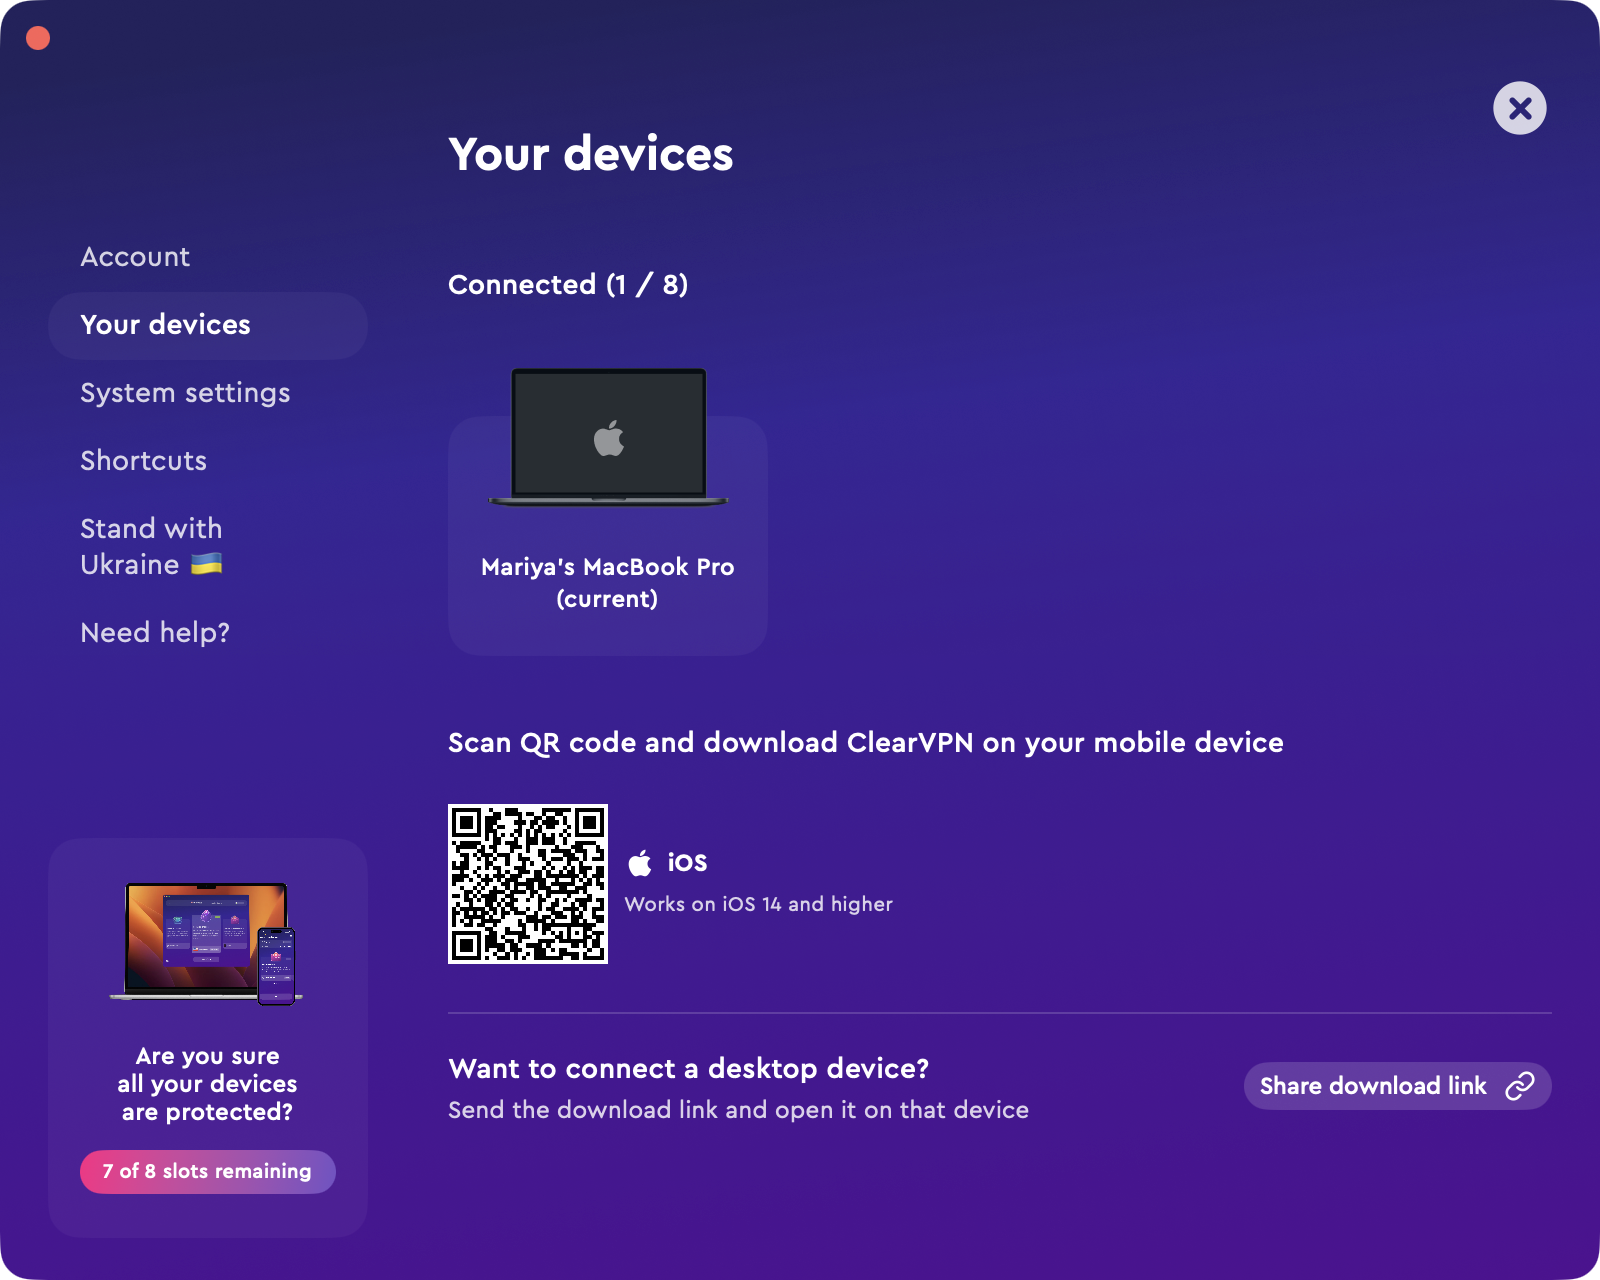 Your devices
Account
Your devices
System settings
Shortcuts
Stand with
Ukraine 🇺🇦
Need help?
Connected (1 / 8)
Mariya's MacBook Pro
(current)
Scan QR code and download ClearVPN on your mobile device
iOS
Works on iOS 14 and higher
Want to connect a desktop device?
Send the download link and open it on that device
Share download link
Are you sure
all your devices
are protected?
7 of 8 slots remaining